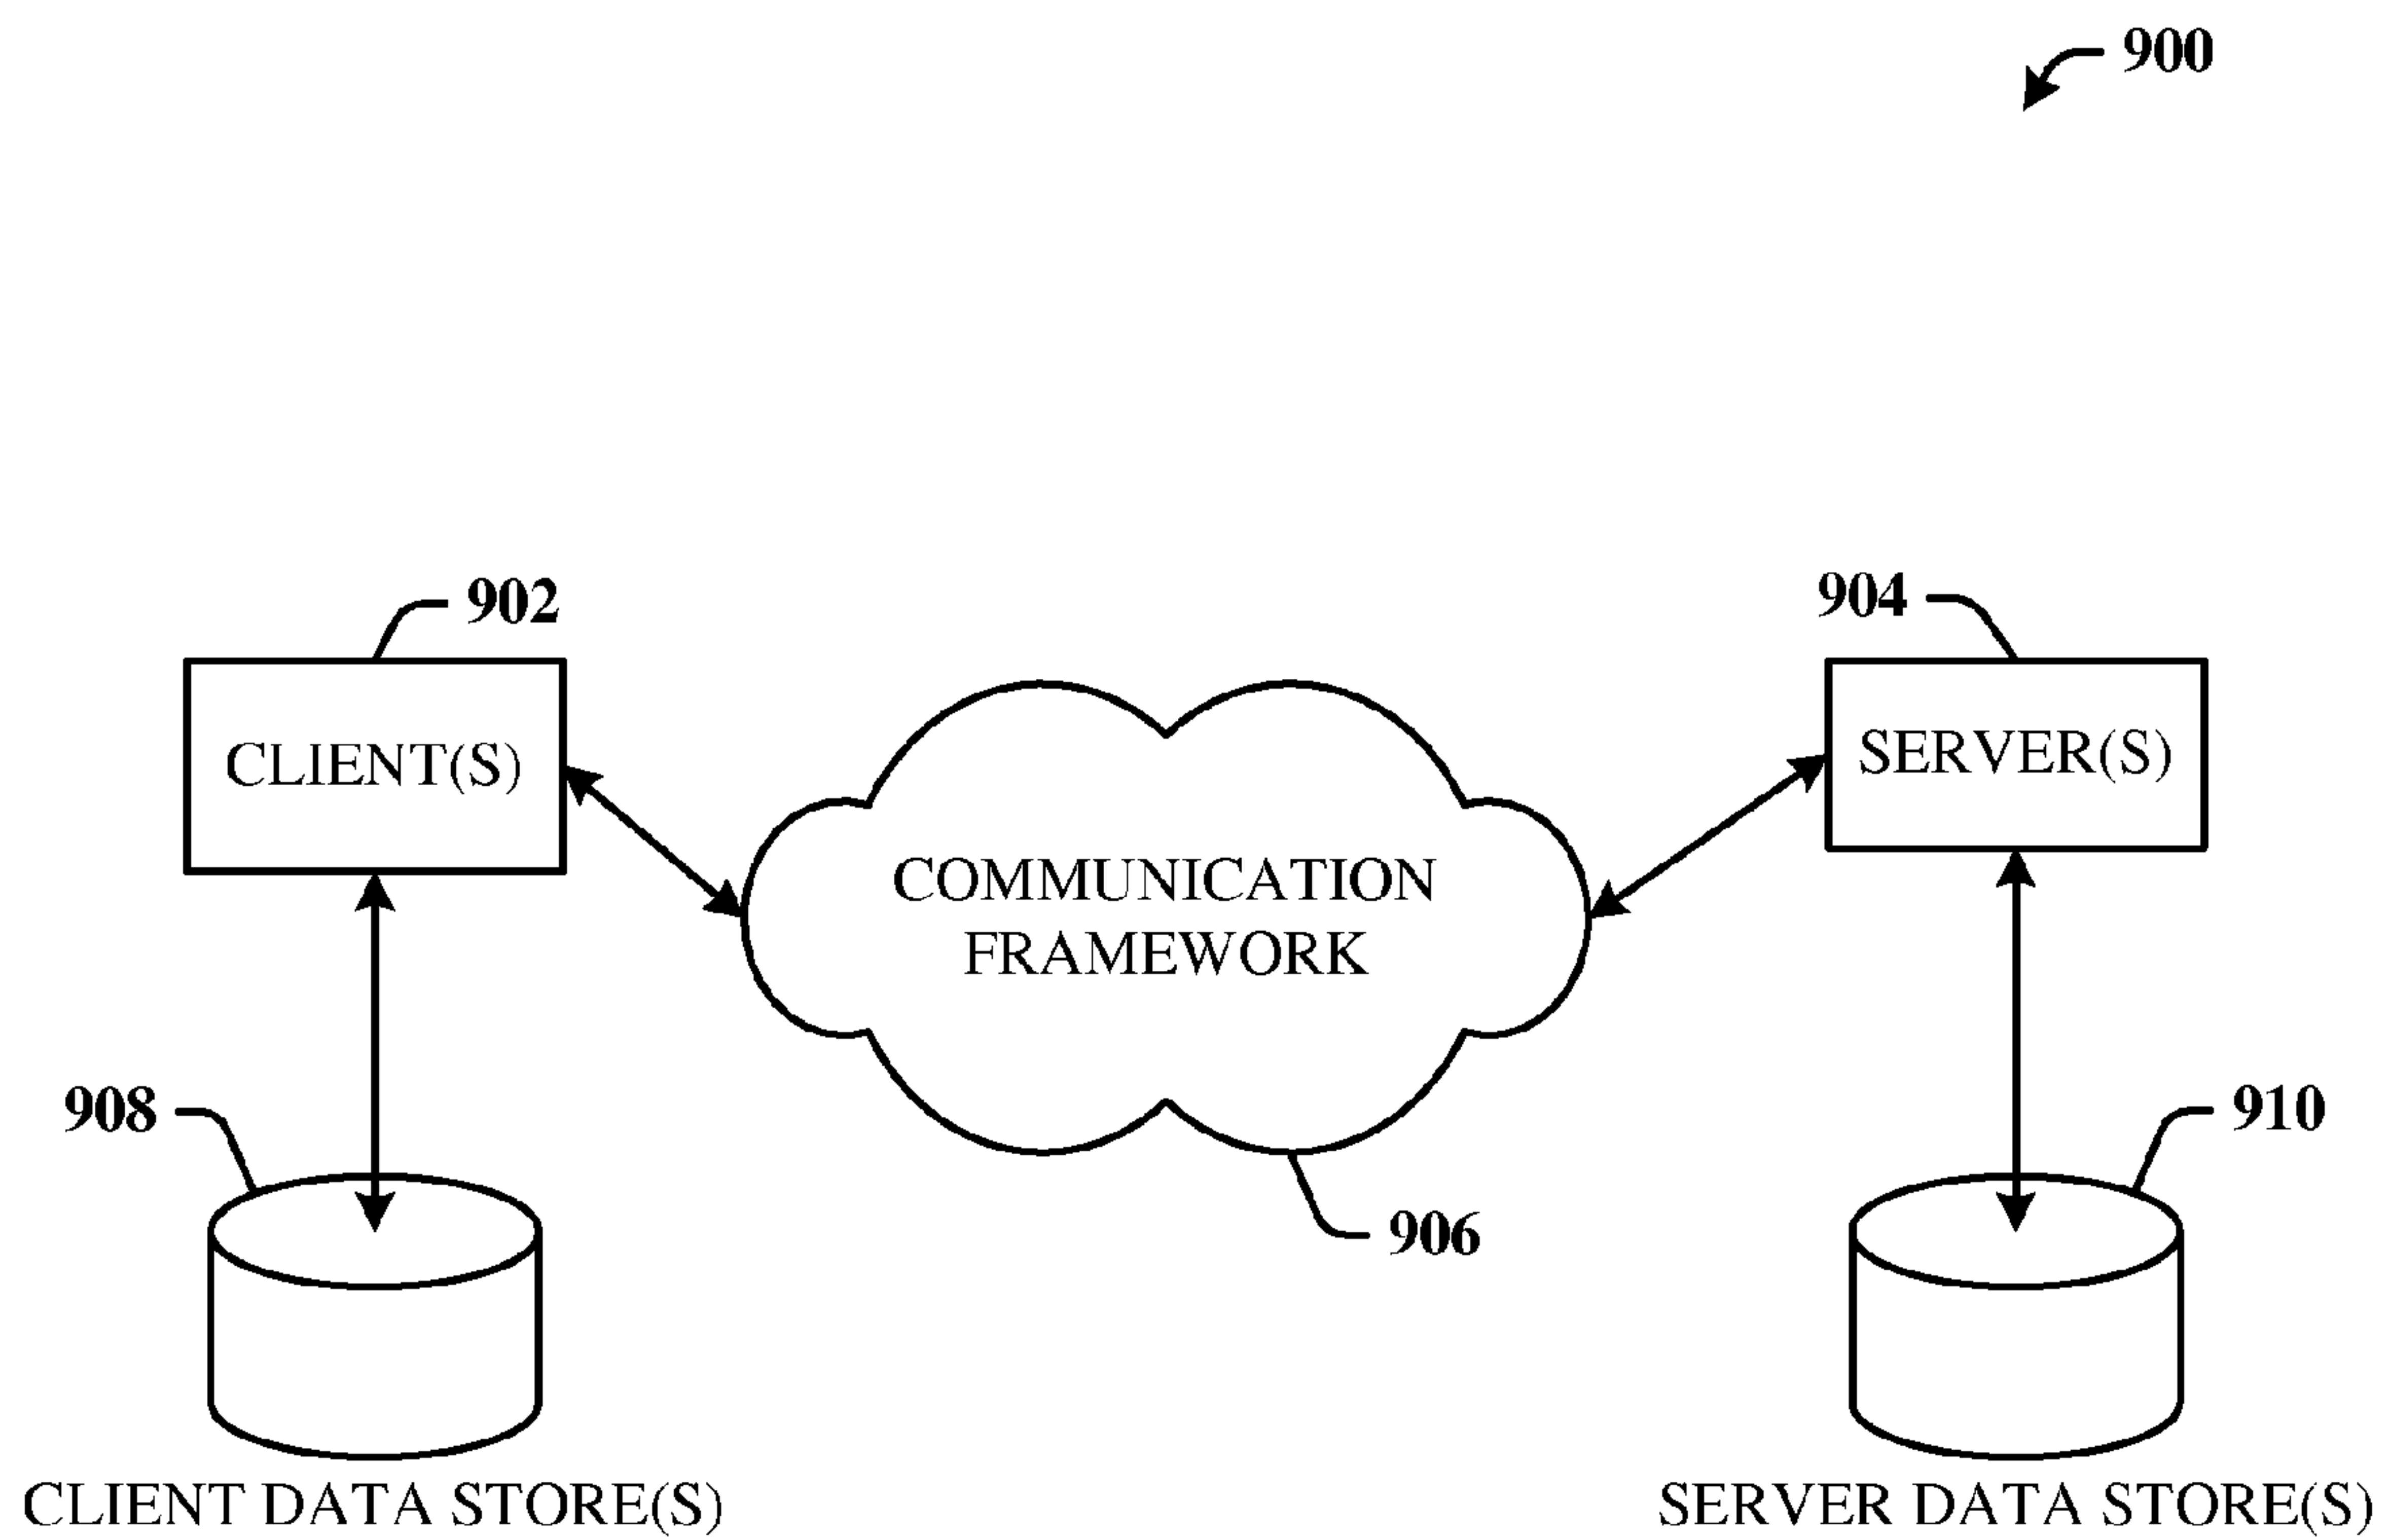 900
902
904
CLIENT(S)
SERVER(S)
COMMUNICATION
FRAMEWORK
908
910
906
CLIENT DATA STORE(S)
SERVER DATA STORE(S)